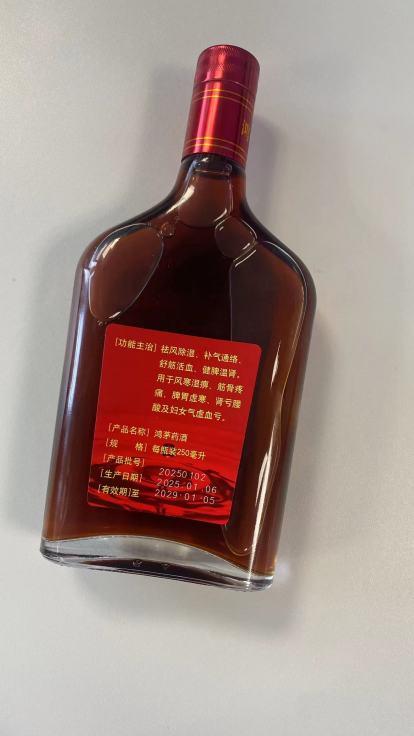 [功能主治] 祛风除湿、补气通络、
舒筋活血、健脾温肾。
用于风寒湿痹、筋骨疼
痛、脾胃虚寒、肾亏腰
酸及妇女气虚血亏。
[产品名称] 鸿茅药酒
[规 格] 每瓶装250毫升
[产品批号] 20250102
[生产日期] 2025.01.06
[有效期]至 2029.01.05